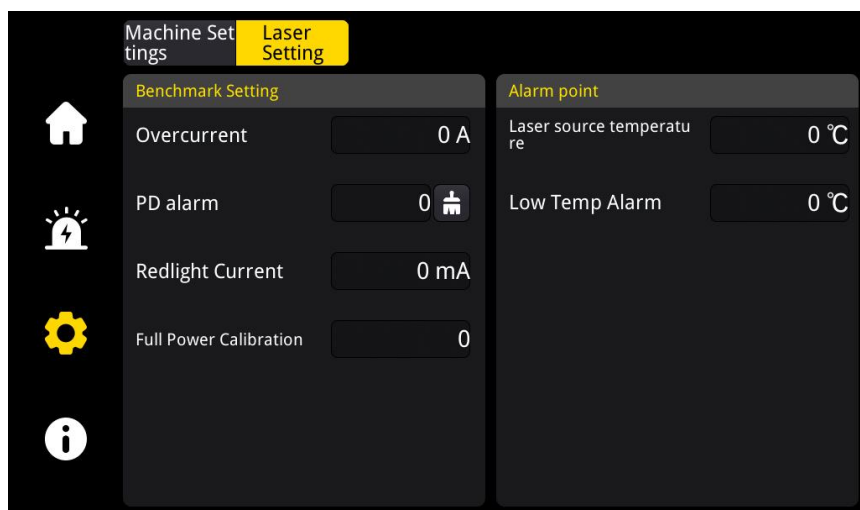 Machine Set
tings
Laser
Setting
Benchmark Setting
Overcurrent
0 A
PD alarm
0
Redlight Current
0 mA
Full Power Calibration
0
Alarm point
Laser source temperatu
re
0 ℃
Low Temp Alarm
0 ℃